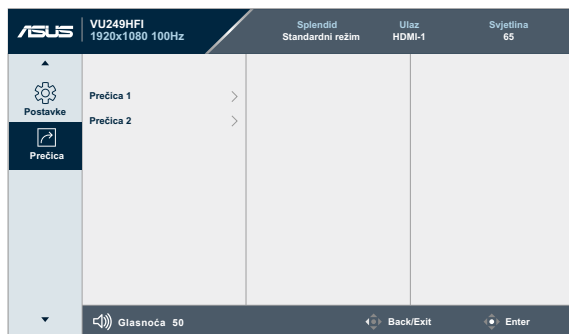 ASUS
VU249HFI
1920x1080 100Hz
Splendid
Standardni režim
Ulaz
HDMI-1
Svjetlina
65
Postavke
Prečica
Prečica 1
Prečica 2
Glasnoća 50
Back/Exit
Enter